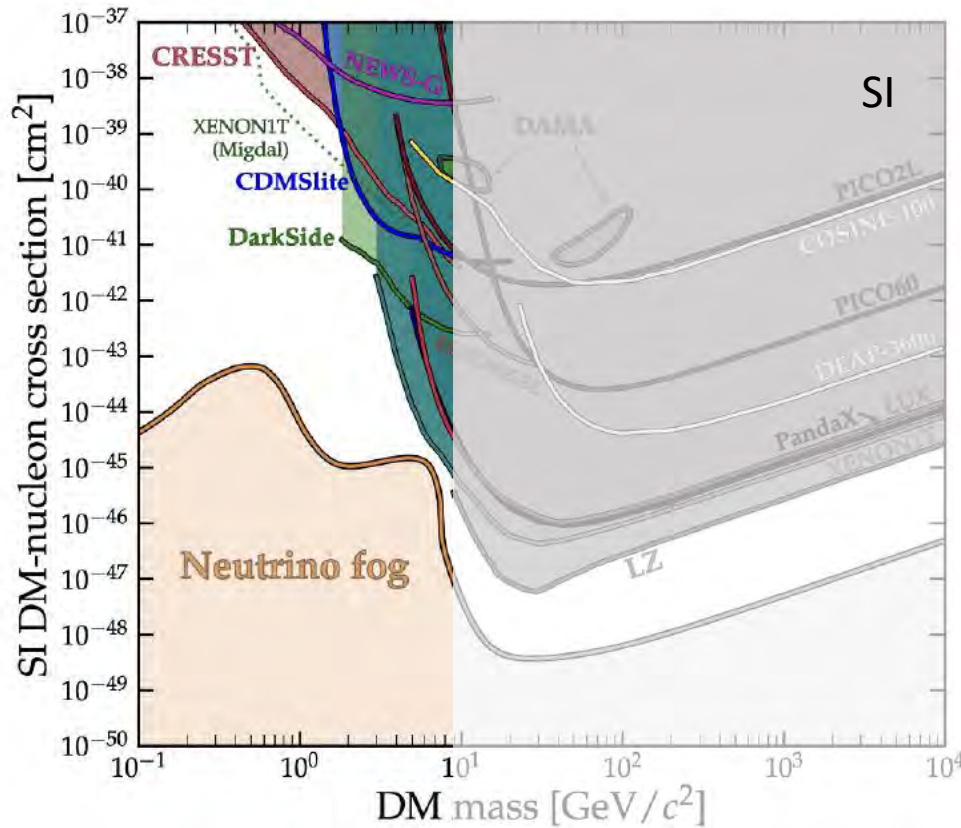 SI DM-nucleon cross section [cm²]
10⁻³⁷
10⁻³⁸
10⁻³⁹
10⁻⁴⁰
10⁻⁴¹
10⁻⁴²
10⁻⁴³
10⁻⁴⁴
10⁻⁴⁵
10⁻⁴⁶
10⁻⁴⁷
10⁻⁴⁸
10⁻⁴⁹
10⁻⁵⁰
CRESST
NEWS-G
SI
XENON1T
(Migdal)
DAMA
CDMSlite
PICO2L
COSINE-100
DarkSide
PICO60
DEAP-3600
PandaX
LUX
XENON1T
LZ
Neutrino fog
10⁻¹
10⁰
10¹
10²
10³
10⁴
DM mass [GeV/c²]